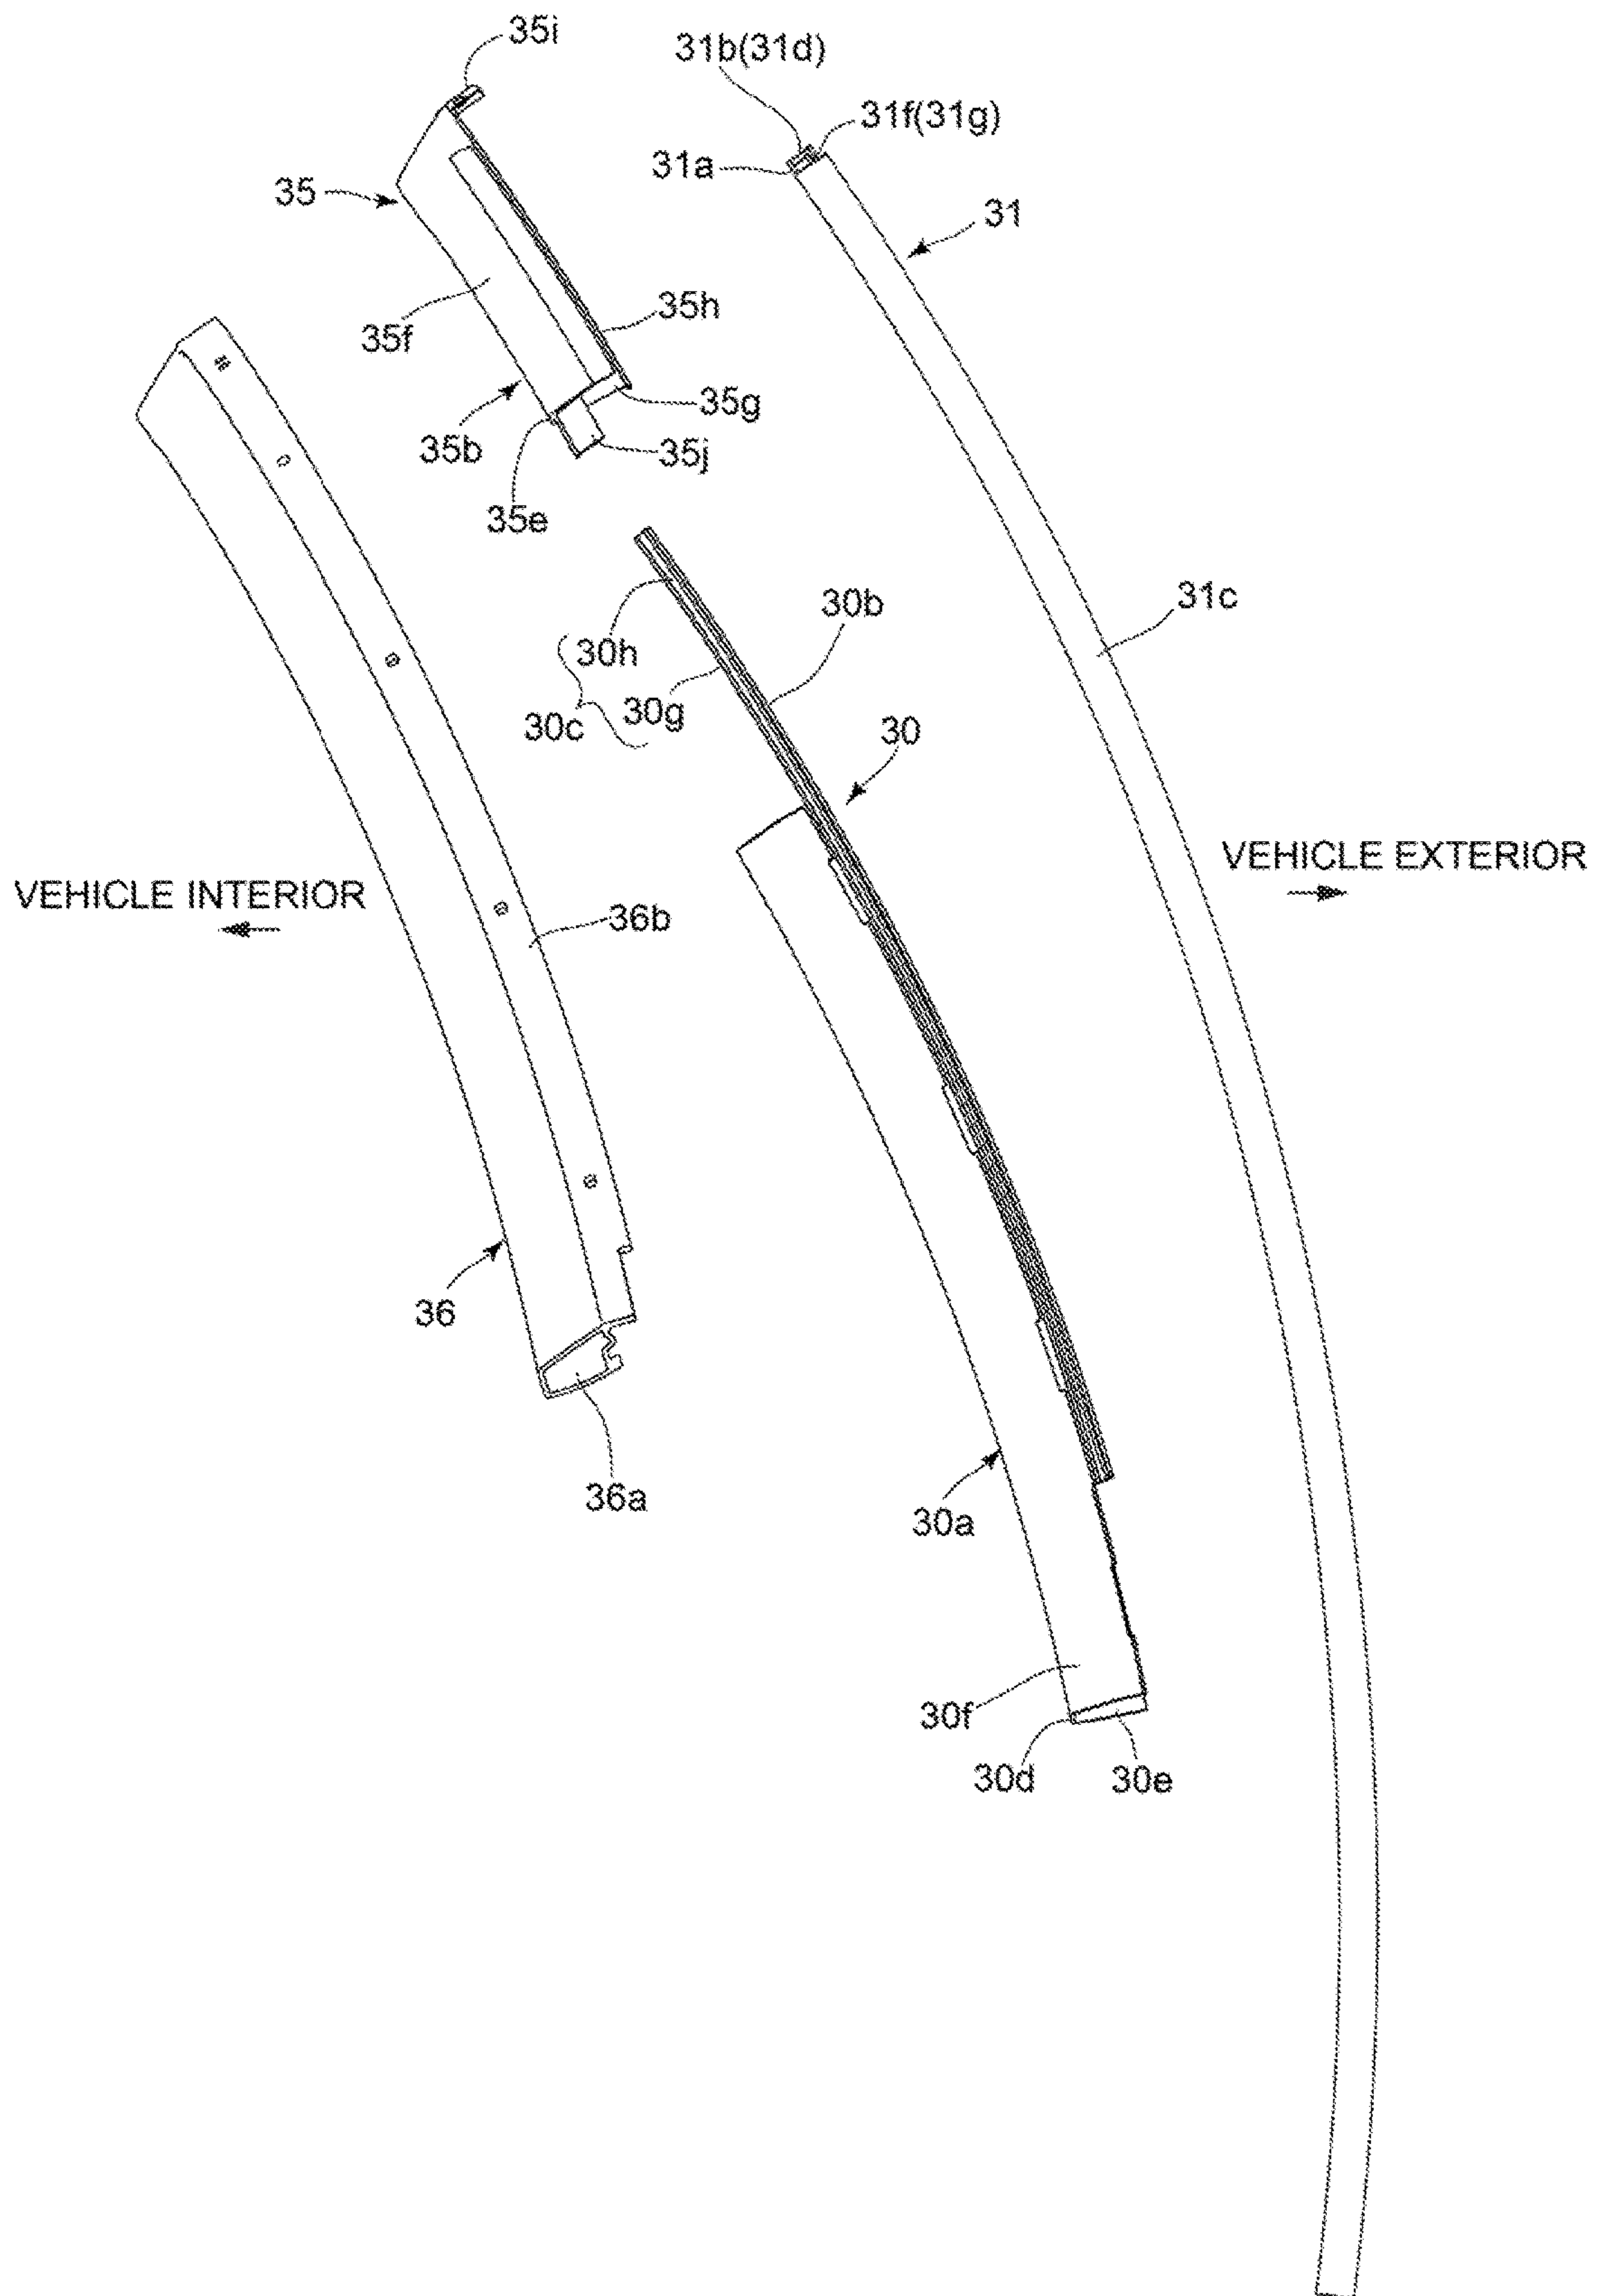 35i
31b(31d)
31f(31g)
31a
35
31
35h
35f
35g
35b
35j
35e
30b
31c
30h
30g
30c
30
VEHICLE EXTERIOR
VEHICLE INTERIOR
36b
36
36a
30a
30f
30d
30e